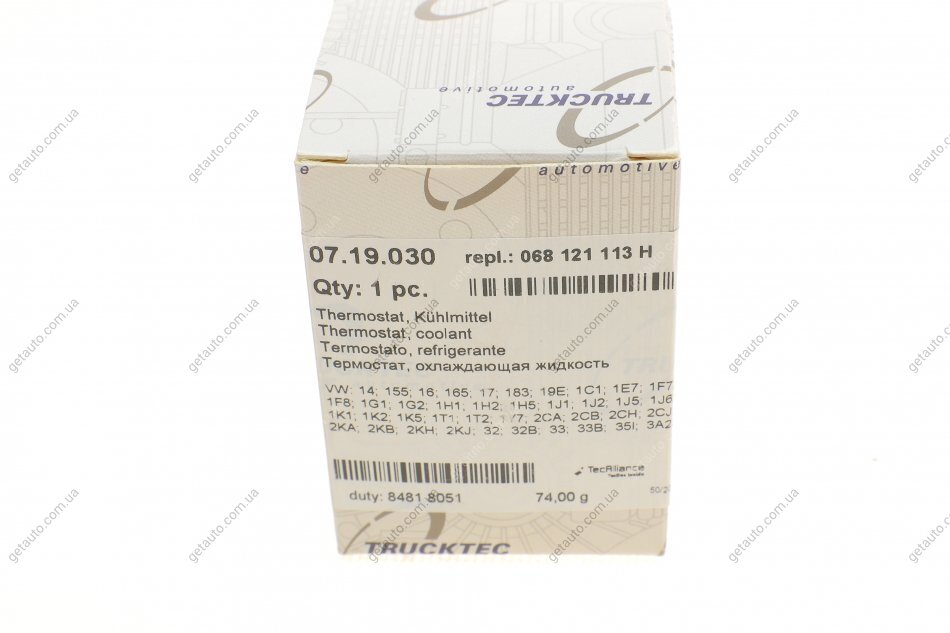 TRUCKTEC
automotive
e automotive
07.19.030 repl.: 068 121 113 H
Qty: 1 pc.
Thermostat, Kühlmittel
Thermostat, coolant
Termostato, refrigerante
Термостат, охлаждающая жидкость
VW: 14; 155; 16; 165; 17; 183; 19E; 1C1; 1E7; 1F7
1F8; 1G1; 1G2; 1H1; 1H2; 1H5; 1J1; 1J2; 1J5; 1J6
1K1; 1K2; 1K5; 1T1; 1T2; 1Y7; 2CA; 2CB; 2CH; 2CJ
2KA; 2KB; 2KH; 2KJ; 32; 32B; 33; 33B; 35I; 3A2
TecAlliance
duty: 8481 8051 74,00 g
TRUCKTEC
getauto.com.ua